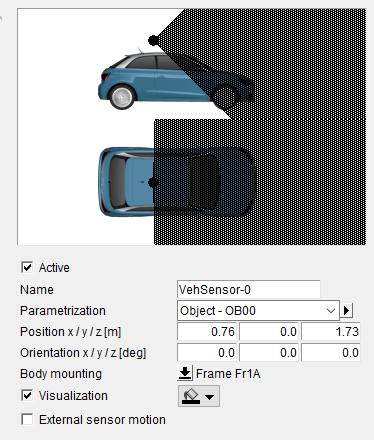 Active
Name VehSensor-0
Parametrization Object - OB00
Position x / y / z [m] 0.76 0.0 1.73
Orientation x / y / z [deg] 0.0 0.0 0.0
Body mounting Frame Fr1A
Visualization
External sensor motion